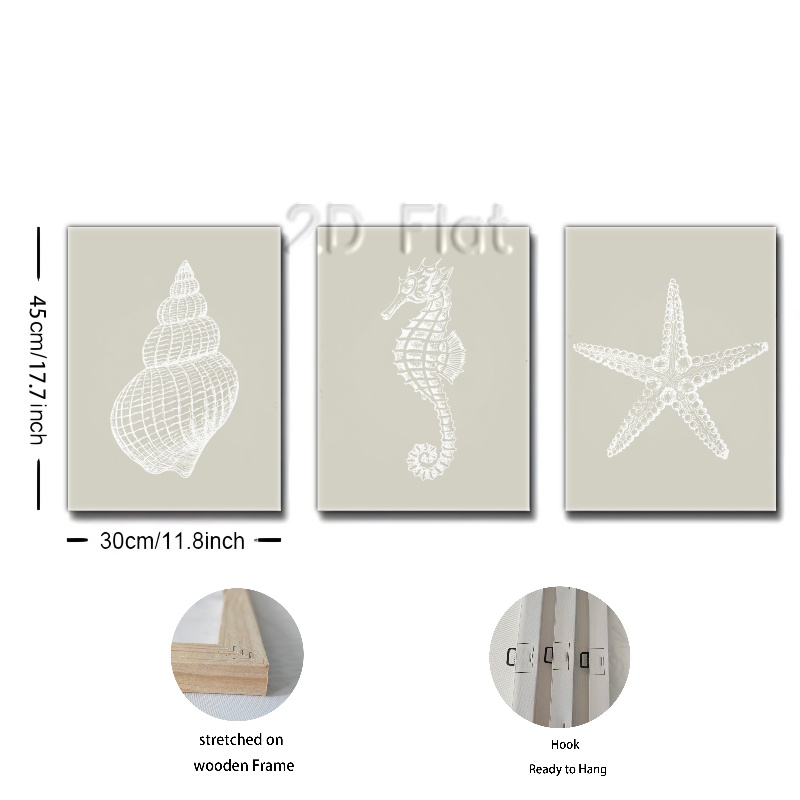 2D Flat
45cm/17.7inch
30cm/11.8inch
stretched on
wooden Frame
Hook
Ready to Hang